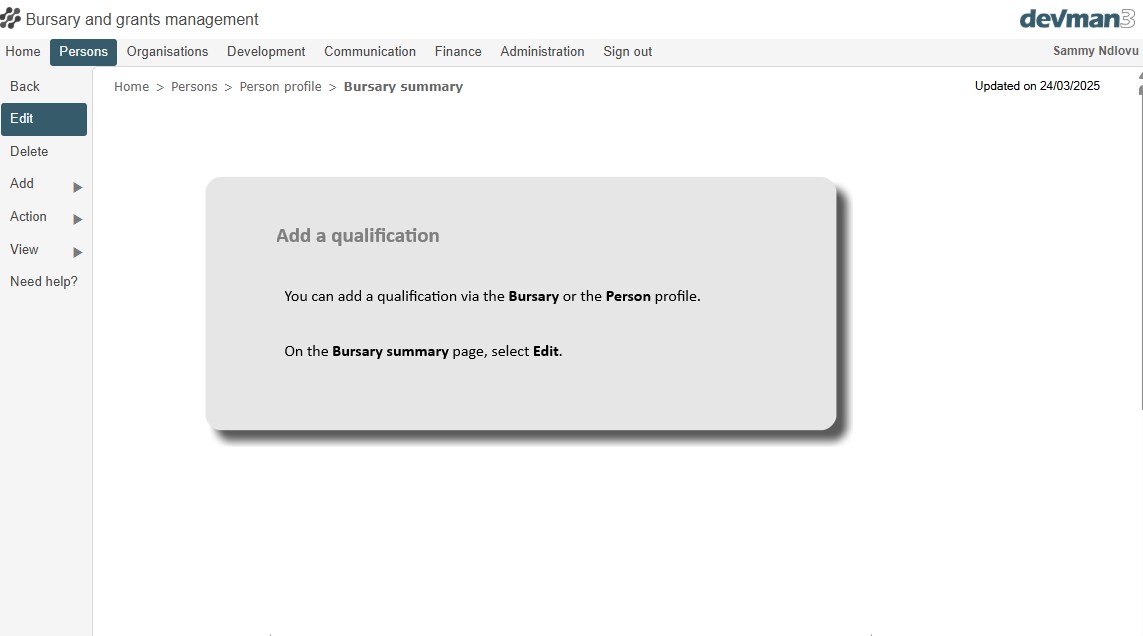 Bursary and grants management
devman3
Home Persons Organisations Development Communication Finance Administration Sign out Sammy Ndlovu
Back
Home > Persons > Person profile > Bursary summary
Updated on 24/03/2025
Edit
Delete
Add
Action
View
Need help?
Add a qualification
You can add a qualification via the Bursary or the Person profile.
On the Bursary summary page, select Edit.